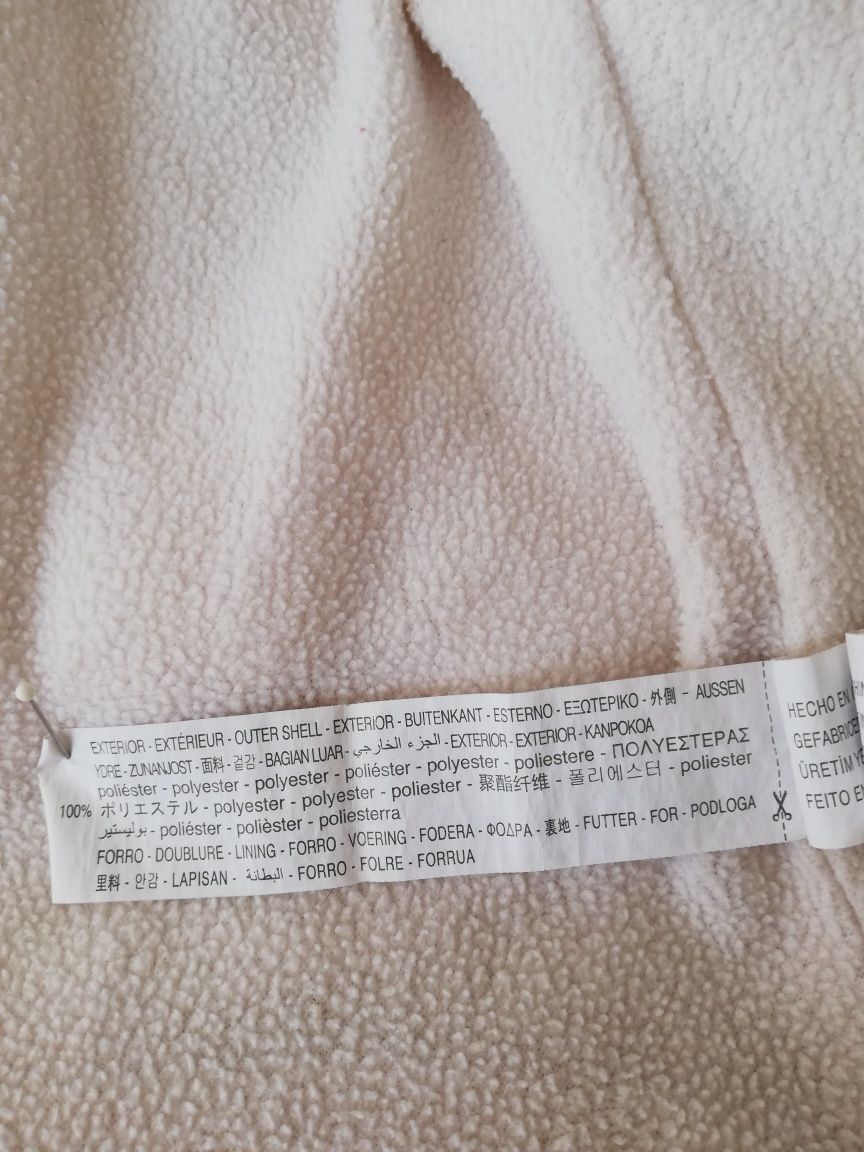 EXTERIOR - EXTÉRIEUR - OUTER SHELL - EXTERIOR - BUITENKANT - ESTERNO - ΕΞΩΤΕΡΙΚΟ - 外側 - AUSSEN
YDRE - ZUNANJOST - 面料 - 겉감 - BAGIAN LUAR - الجزء الخارجي - EXTERIOR - EXTERIOR - KANPOKOA
poliéster - polyester - polyester - poliéster - polyester - poliestere - ΠΟΛΥΕΣΤΕΡΑΣ
100% ポリエステル - polyester - polyester - poliester - 聚酯纤维 - 폴리에스터 - poliester
بوليستير - poliéster - polièster - poliesterra
FORRO - DOUBLURE - LINING - FORRO - VOERING - FODERA - ΦΟΔΡΑ - 裏地 - FUTTER - FOR - PODLOGA
里料 - 안감 - LAPISAN - البطانة - FORRO - FOLRE - FORRUA
HECHO EN
GEFABRICE
ÜRETİM YE
FEITO EN